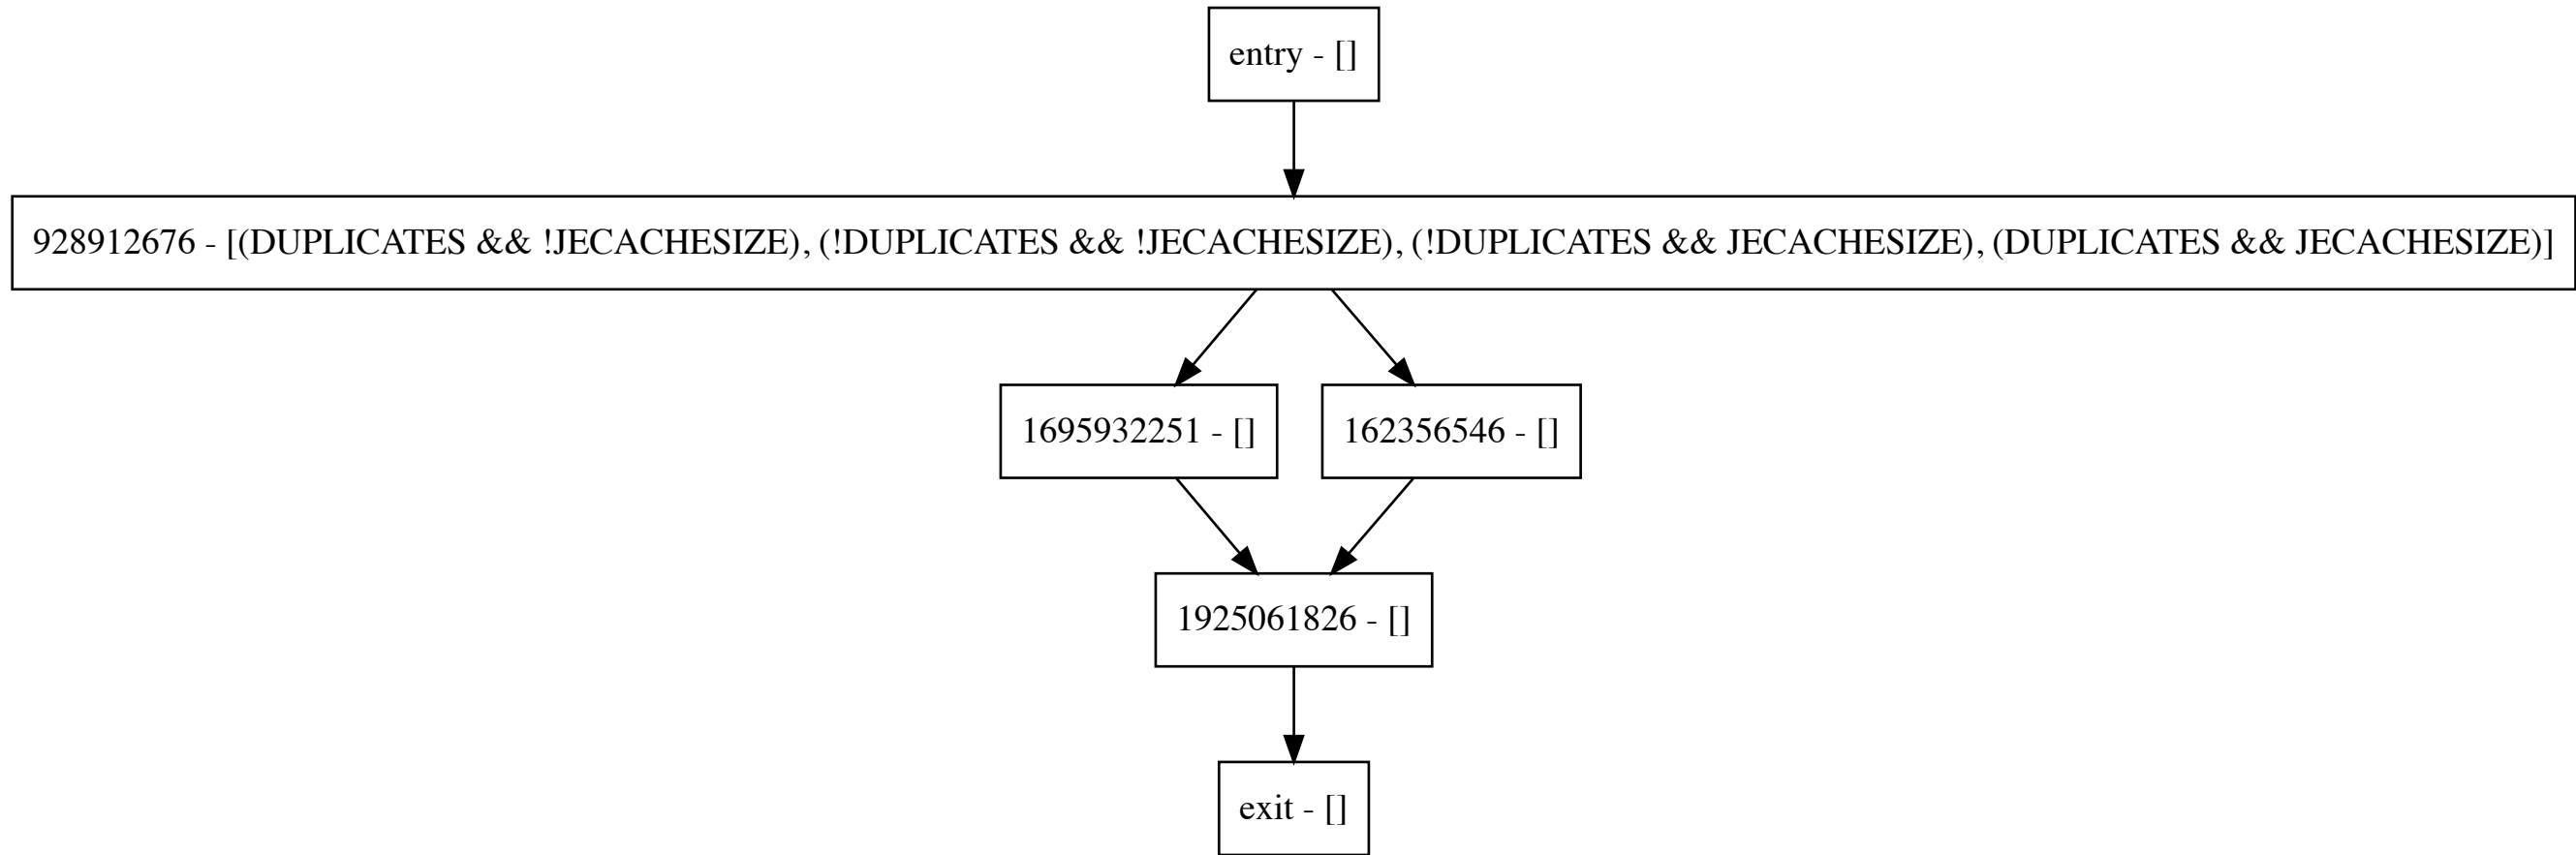 entry - []
928912676 - [(DUPLICATES && !JECACHESIZE), (!DUPLICATES && !JECACHESIZE), (!DUPLICATES && JECACHESIZE), (DUPLICATES && JECACHESIZE)]
1695932251 - []
162356546 - []
1925061826 - []
exit - []